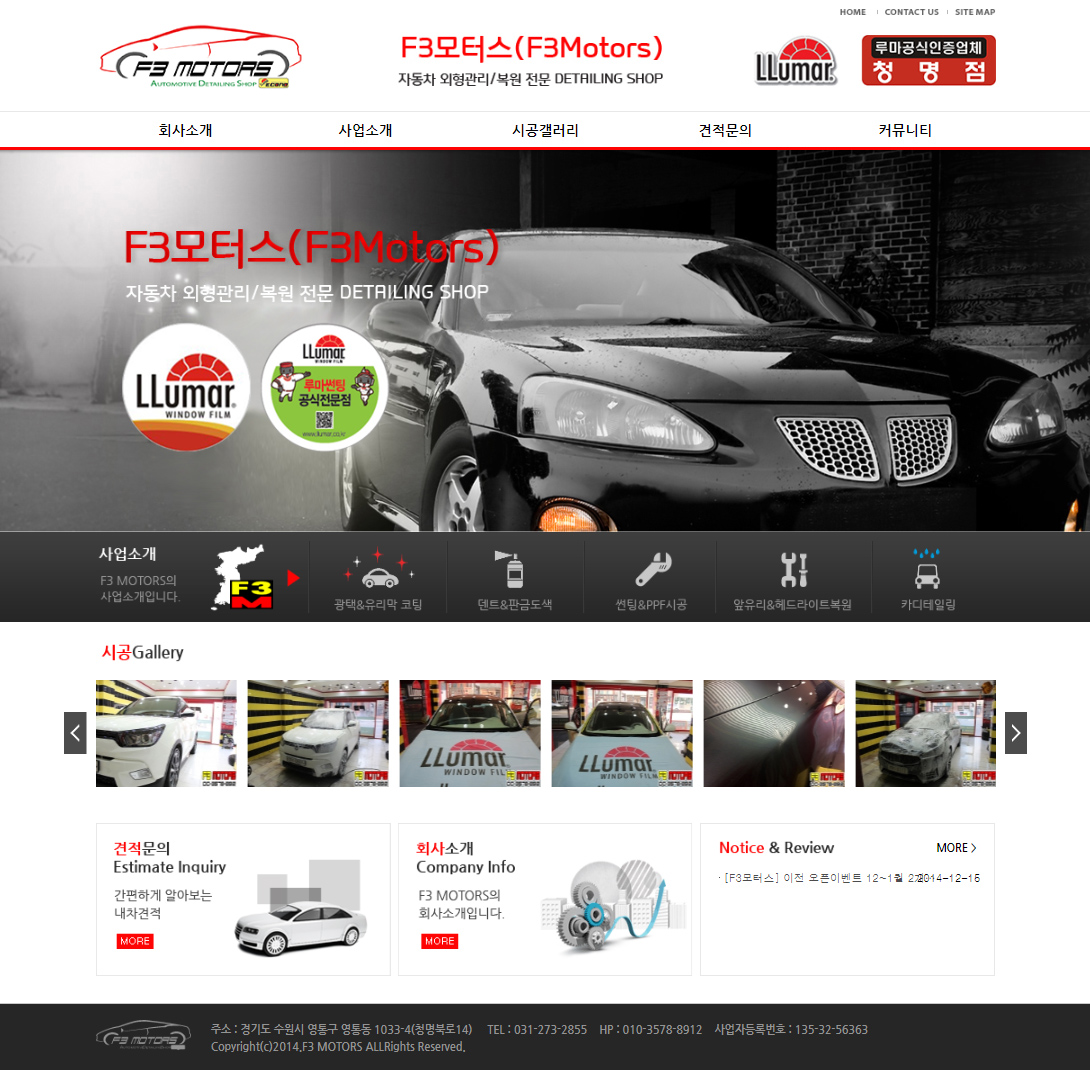 HOME CONTACT US SITE MAP
F3 MOTORS
AUTOMOTIVE DETAILING SHOP
F3모터스(F3Motors)
자동차 외형관리/복원 전문 DETAILING SHOP
LLumar
루마공식인증업체
청명점
회사소개 사업소개 시공갤러리 견적문의 커뮤니티
F3모터스(F3Motors)
자동차 외형관리/복원 전문 DETAILING SHOP
LLumar
WINDOW FILM
LLumar
WINDOW FILM
루마썬팅
공식전문점
www.llumar.co.kr
사업소개
F3 MOTORS의
사업소개입니다.
F3
M
광택&유리막 코팅
덴트&판금도색
썬팅&PPF시공
앞유리&헤드라이트복원
카디테일링
시공Gallery
LLumar
WINDOW FIL
LLumar
WINDOW FILM
견적문의
Estimate Inquiry
간편하게 알아보는
내차견적
MORE
회사소개
Company Info
F3 MOTORS의
회사소개입니다.
MORE
Notice & Review MORE >
· [F3모터스] 이전 오픈이벤트 12~1월 2014-12-15
F3 MOTORS
주소 : 경기도 수원시 영통구 영통동 1033-4(청명북로14) TEL : 031-273-2855 HP : 010-3578-8912 사업자등록번호 : 135-32-56363
Copyright(c)2014.F3 MOTORS ALLRights Reserved.